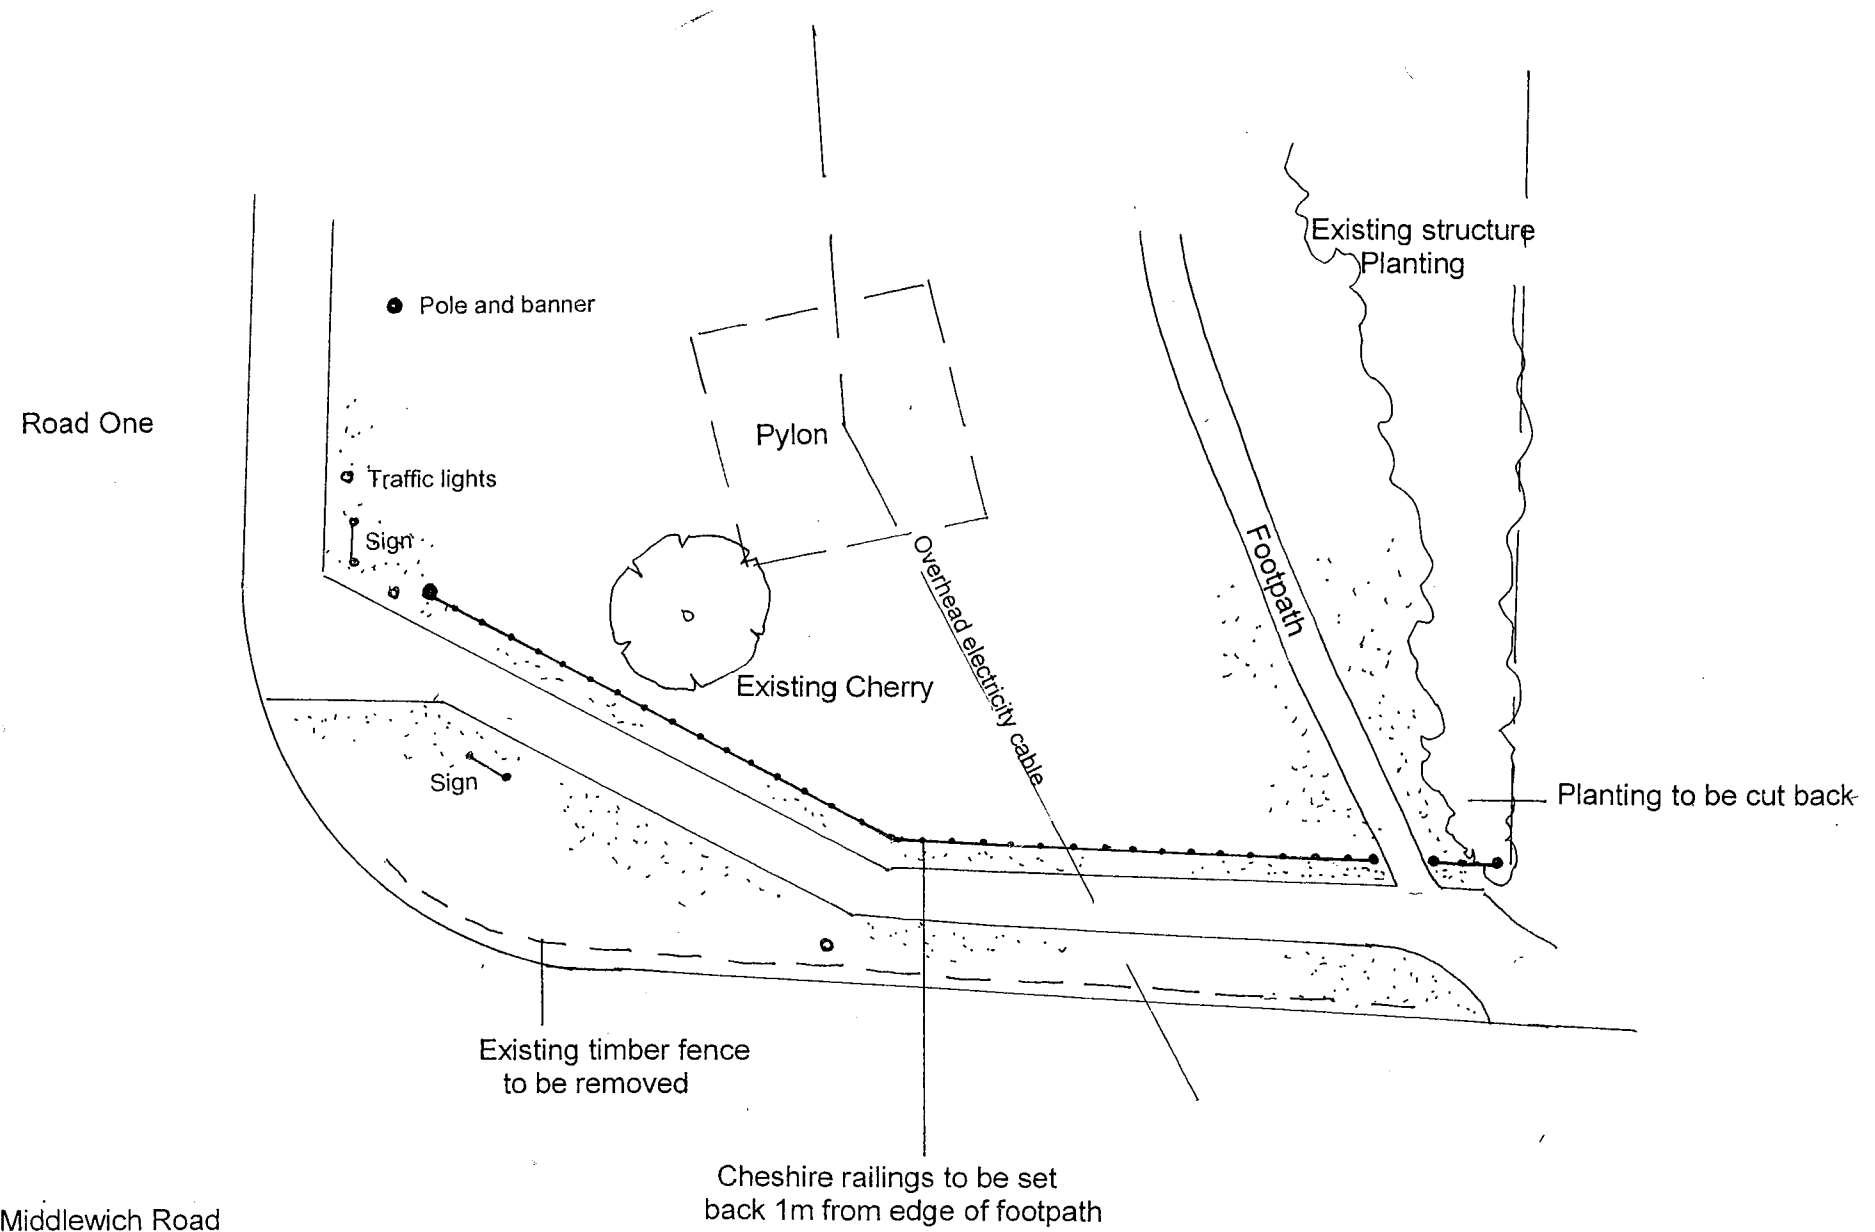 Existing structure
Planting
Pole and banner
Road One
Pylon
Traffic lights
Sign
Footpath
Overhead electricity cable
Existing Cherry
Sign
Planting to be cut back
Existing timber fence
to be removed
Cheshire railings to be set
back 1m from edge of footpath
Middlewich Road